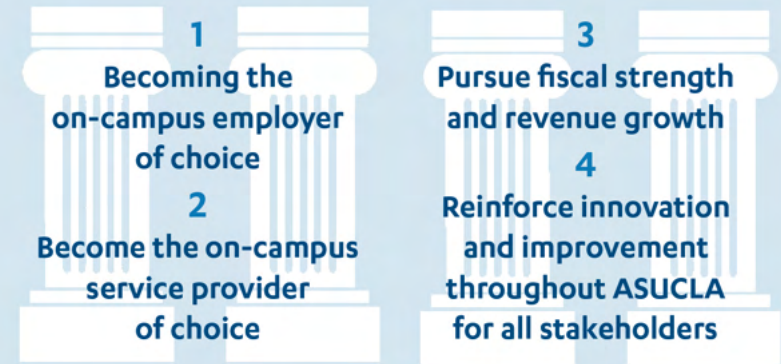 1
Becoming the
on-campus employer
of choice
2
Become the on-campus
service provider
of choice
3
Pursue fiscal strength
and revenue growth
4
Reinforce innovation
and improvement
throughout ASUCLA
for all stakeholders